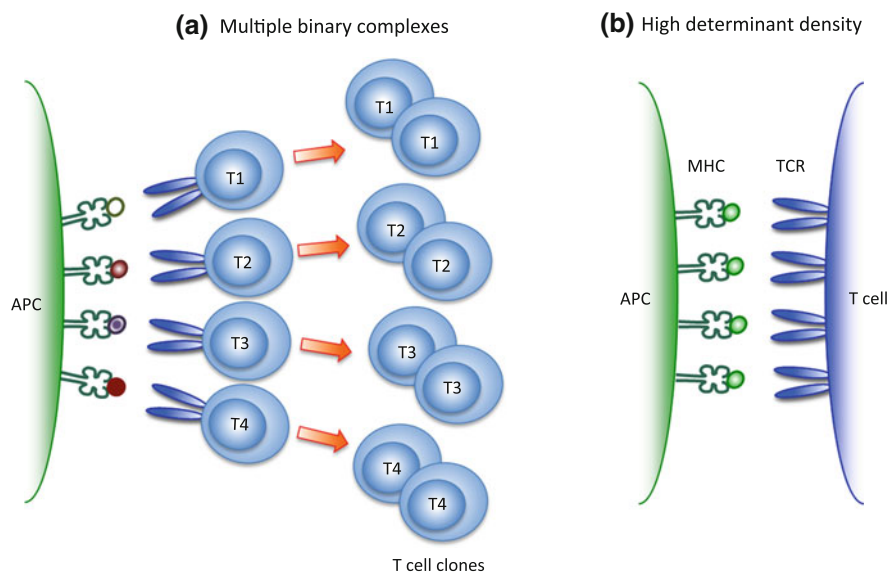 (a) Multiple binary complexes
APC
T1
T1
T1
T2
T2
T2
T3
T3
T3
T4
T4
T4
T cell clones
(b) High determinant density
MHC TCR
APC
T cell